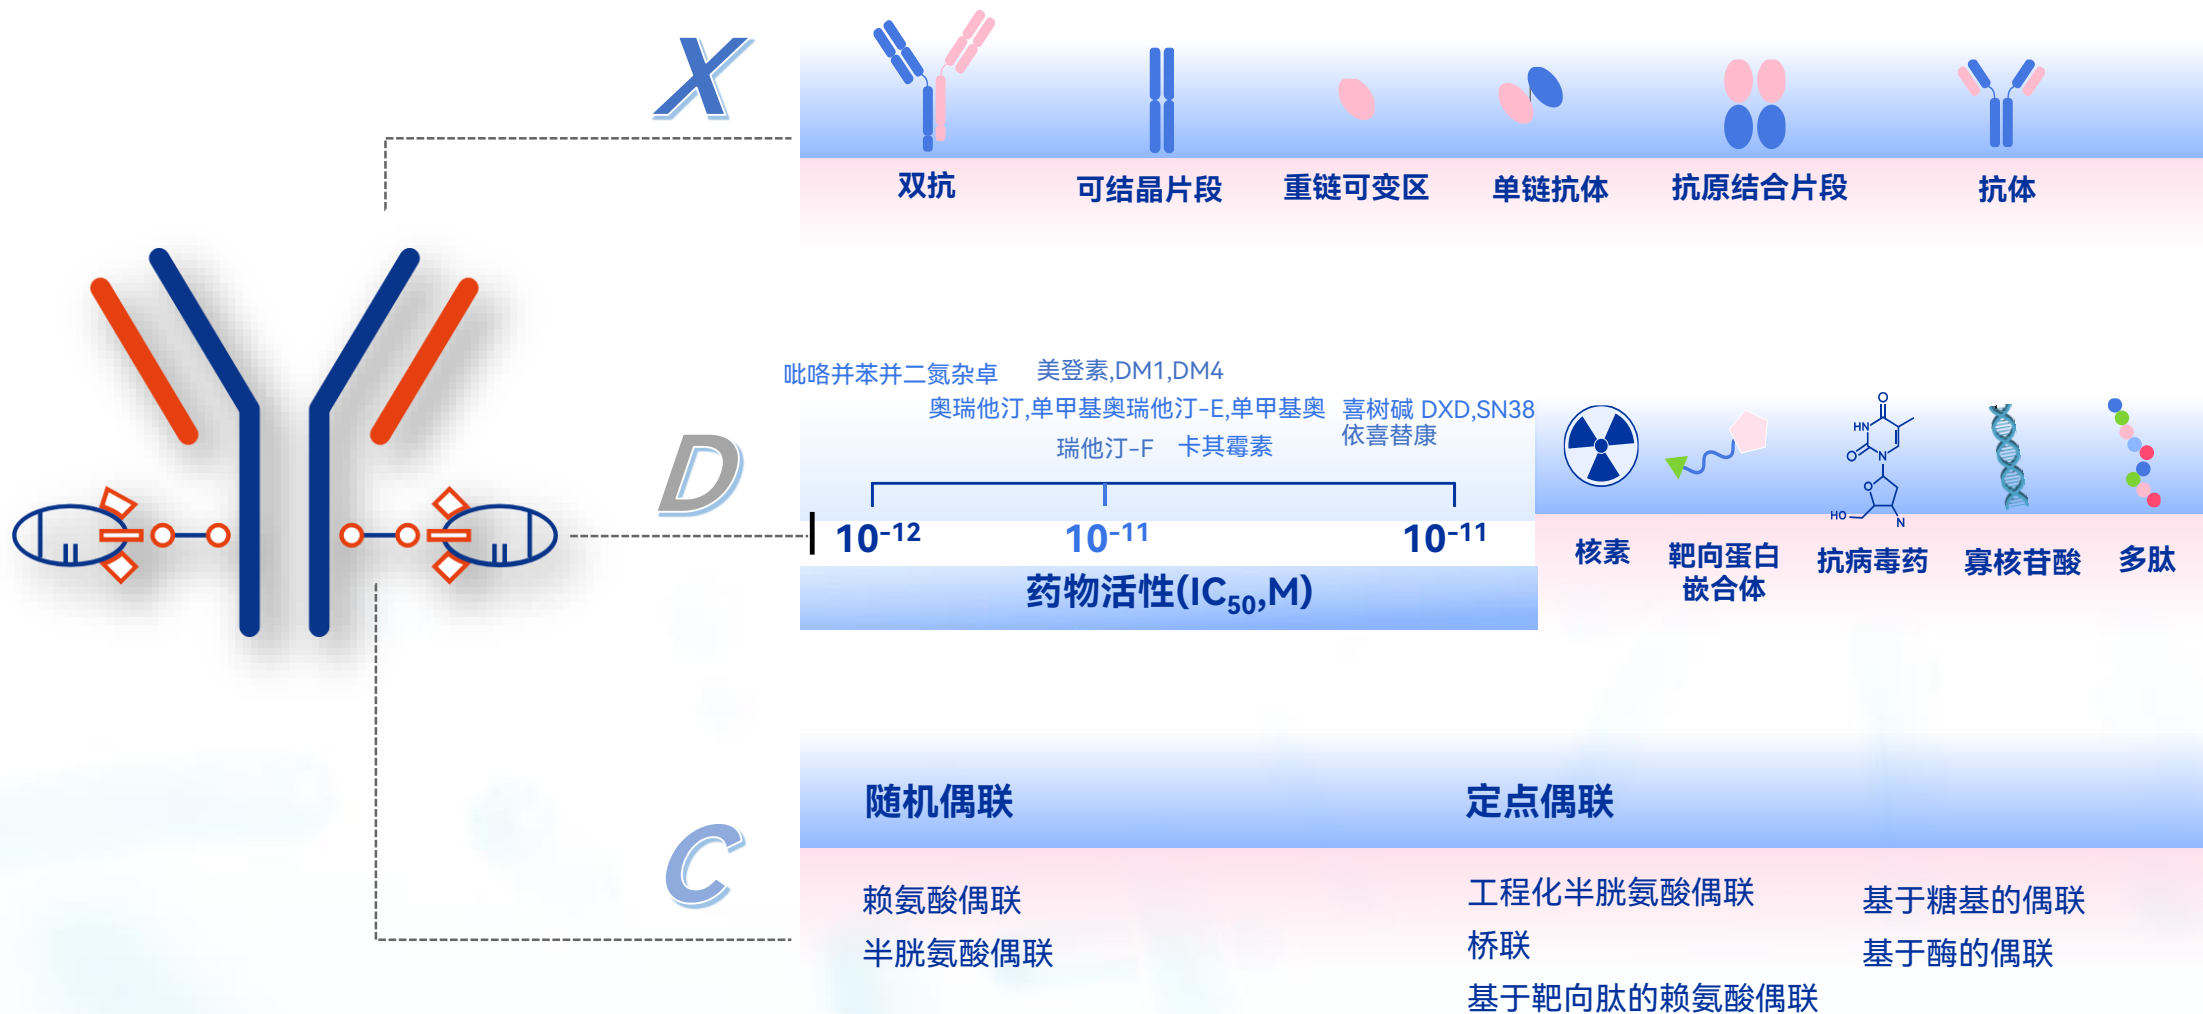 X
双抗
可结晶片段
重链可变区
单链抗体
抗原结合片段
抗体
D
吡咯并苯并二氮杂卓
美登素,DM1,DM4
奥瑞他汀,单甲基奥瑞他汀-E,单甲基奥
瑞他汀-F
卡其霉素
喜树碱 DXD,SN38
依喜替康
10-12
10-11
10-11
药物活性(IC50,M)
O
HN
O
N
O
HO
N
核素
靶向蛋白
嵌合体
抗病毒药
寡核苷酸
多肽
C
随机偶联
定点偶联
赖氨酸偶联
半胱氨酸偶联
工程化半胱氨酸偶联
桥联
基于靶向肽的赖氨酸偶联
基于糖基的偶联
基于酶的偶联